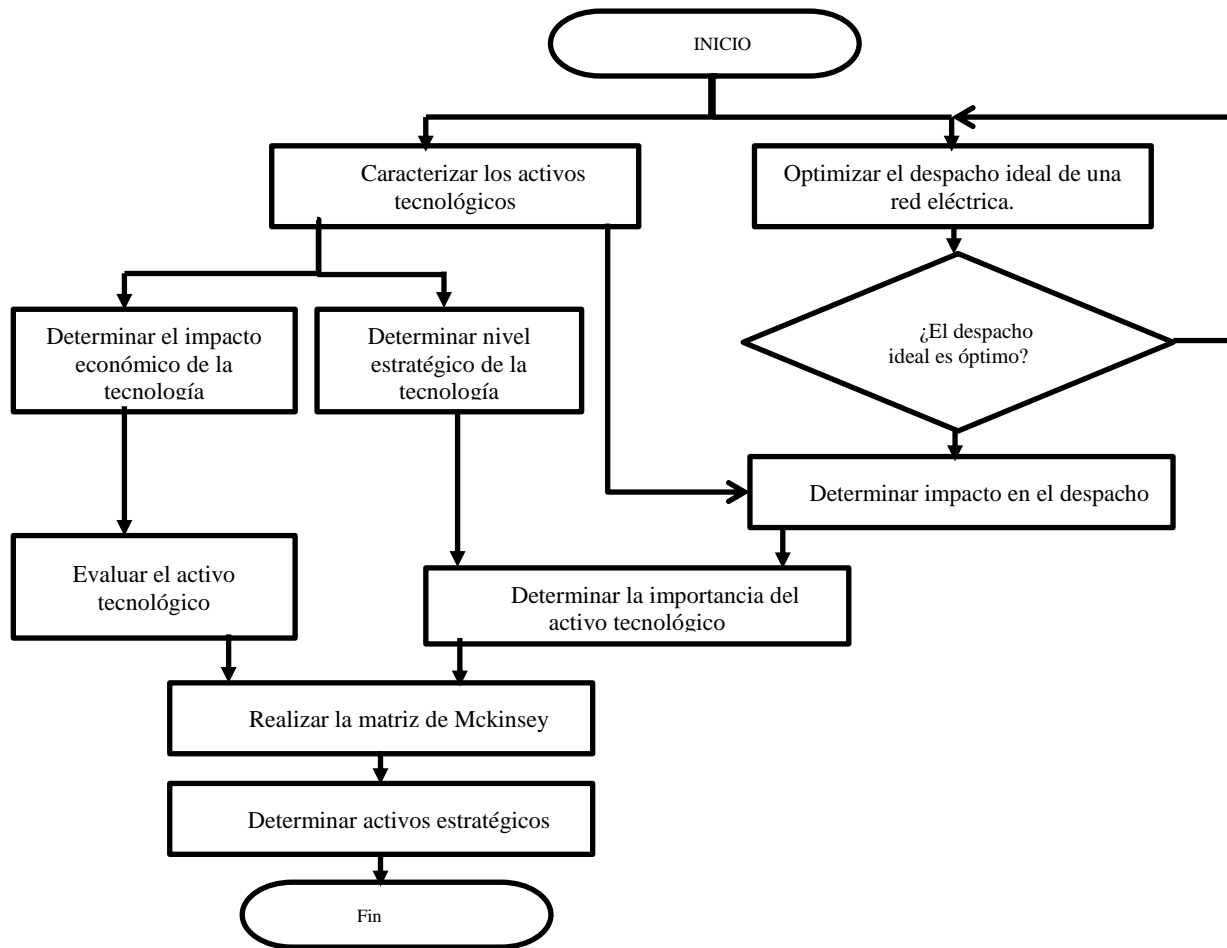 INICIO
Caracterizar los activos
tecnológicos
Optimizar el despacho ideal de una
red eléctrica.
Determinar el impacto
económico de la
tecnología
Determinar nivel
estratégico de la
tecnología
¿El despacho
ideal es óptimo?
Determinar impacto en el despacho
Evaluar el activo
tecnológico
Determinar la importancia del
activo tecnológico
Realizar la matriz de Mckinsey
Determinar activos estratégicos
Fin